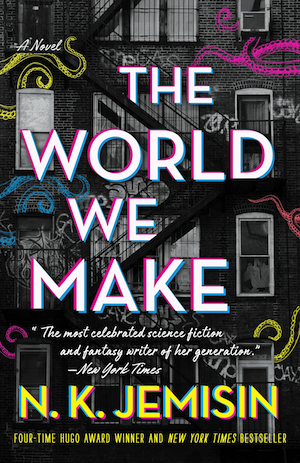 A Novel
THE
WORLD
WE
MAKE
“The most celebrated science fiction
and fantasy writer of her generation.”
—New York Times
N. K. JEMISIN
FOUR-TIME HUGO AWARD WINNER AND NEW YORK TIMES BESTSELLER